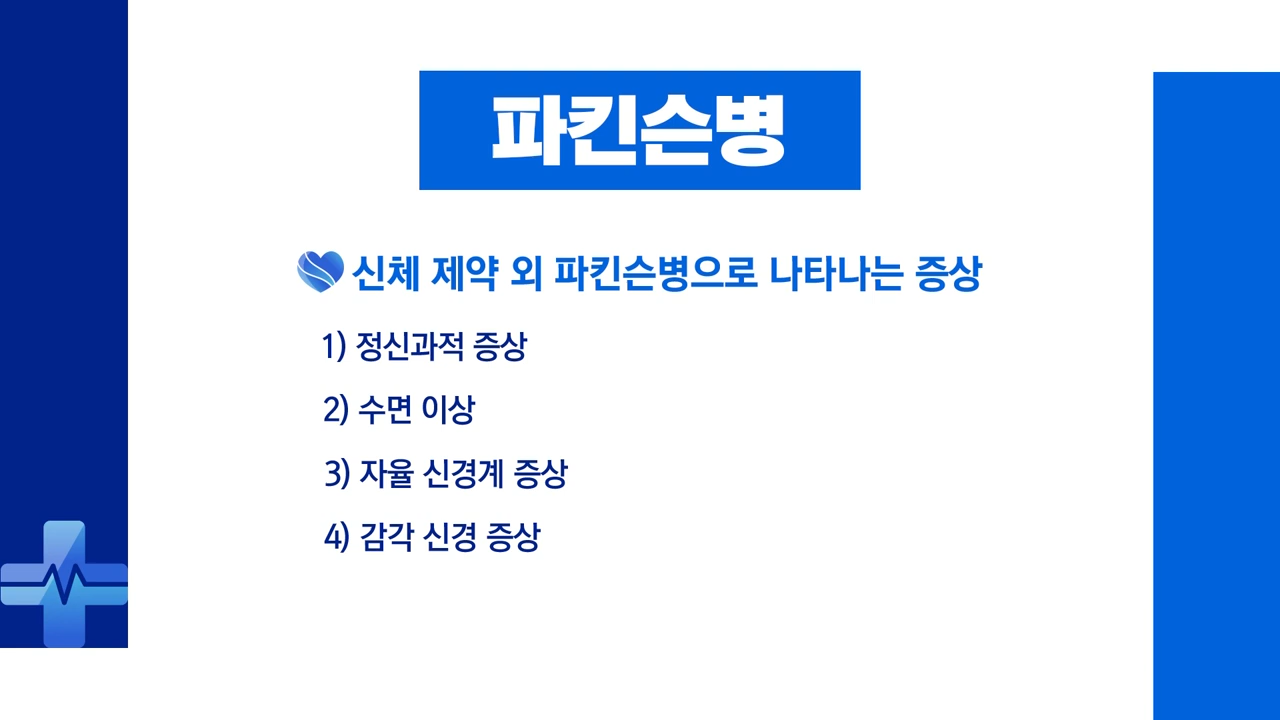 파킨슨병
신체 제약 외 파킨슨병으로 나타나는 증상
1) 정신과적 증상
2) 수면 이상
3) 자율 신경계 증상
4) 감각 신경 증상